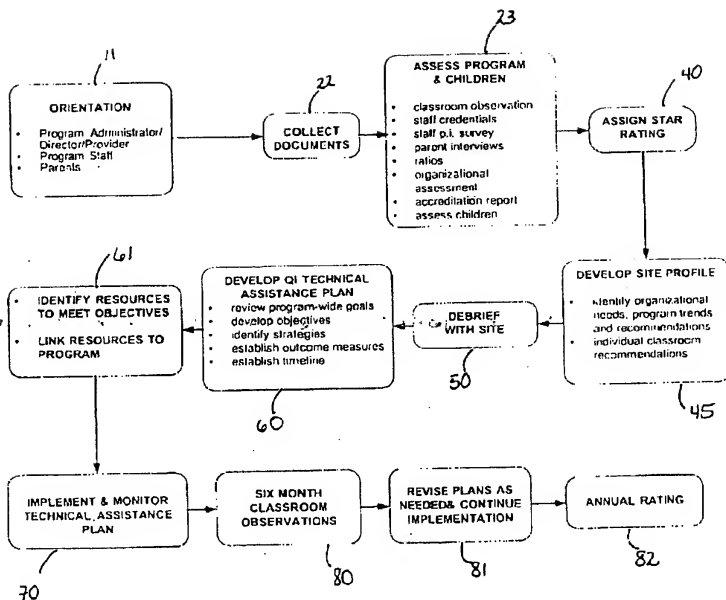 11
ORIENTATION
• Program Administrator/
Director/Provider
• Program Staff
• Parents
22
COLLECT
DOCUMENTS
23
ASSESS PROGRAM
& CHILDREN
• classroom observation
• staff credentials
• staff p.i. survey
• parent interviews
• ratios
• organizational
assessment
• accreditation report
• assess children
40
ASSIGN STAR
RATING
DEVELOP SITE PROFILE
• identify organizational
needs, program trends
and recommendations
• individual classroom
recommendations
45
DEBRIEF
WITH SITE
50
DEVELOP QI TECHNICAL
ASSISTANCE PLAN
• review program-wide goals
• develop objectives
• identify strategies
• establish outcome measures
• establish timeline
60
61
• IDENTIFY RESOURCES
TO MEET OBJECTIVES
• LINK RESOURCES TO
PROGRAM
IMPLEMENT & MONITOR
TECHNICAL ASSISTANCE
PLAN
70
SIX MONTH
CLASSROOM
OBSERVATIONS
80
REVISE PLANS AS
NEEDED& CONTINUE
IMPLEMENTATION
81
ANNUAL RATING
82